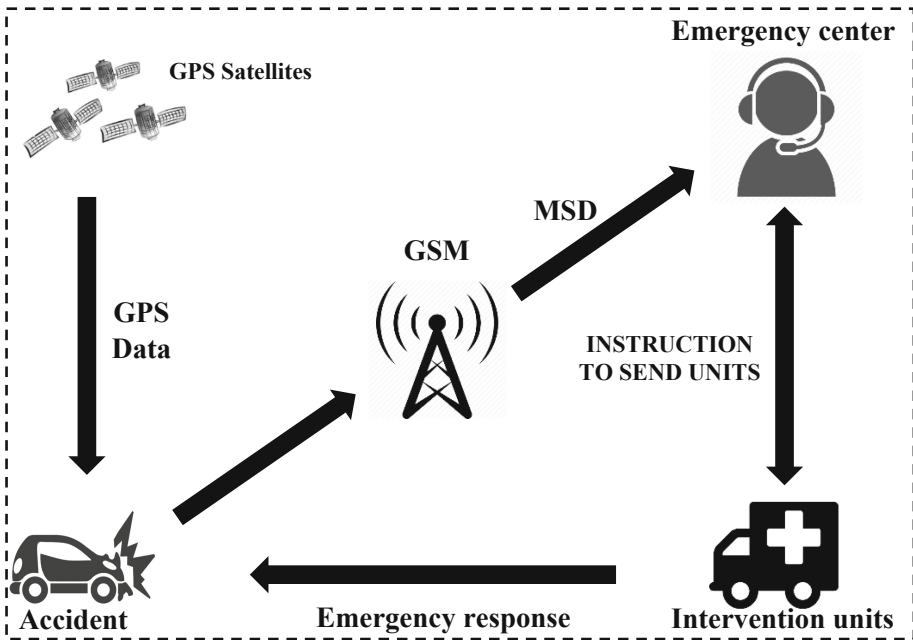 Emergency center
GPS Satellites
MSD
GSM
GPS
Data
INSTRUCTION
TO SEND UNITS
Accident
Emergency response
Intervention units